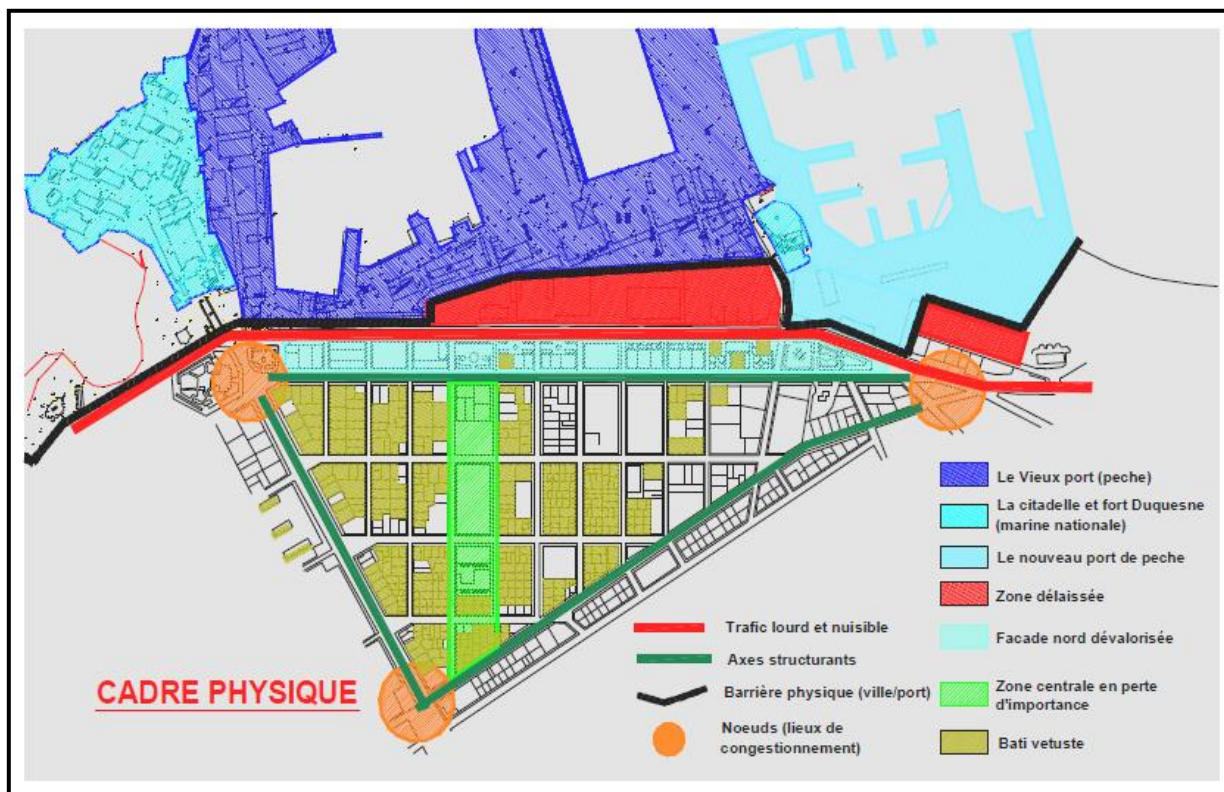 CADRE PHYSIQUE
Trafic lourd et nuisible
Axes structurants
Barrière physique (ville/port)
Noeuds (lieux de
congestionnement)
Le Vieux port (peche)
La citadelle et fort Duquesne
(marine nationale)
Le nouveau port de peche
Zone délaissée
Facade nord dévalorisée
Zone centrale en perte
d'importance
Bati vetuste